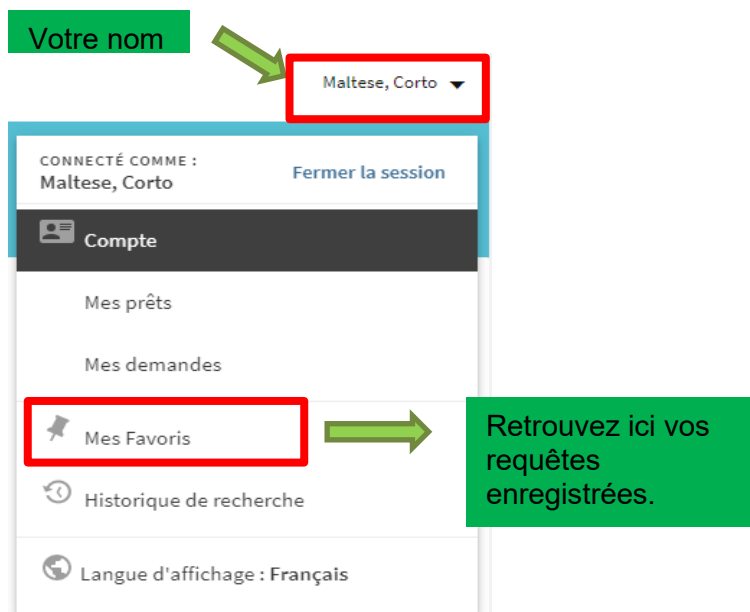 Votre nom
Maltese, Corto
CONNECTÉ COMME :
Maltese, Corto
Fermer la session
Compte
Mes prêts
Mes demandes
Mes Favoris
Retrouvez ici vos
requêtes
enregistrées.
Historique de recherche
Langue d'affichage : Français